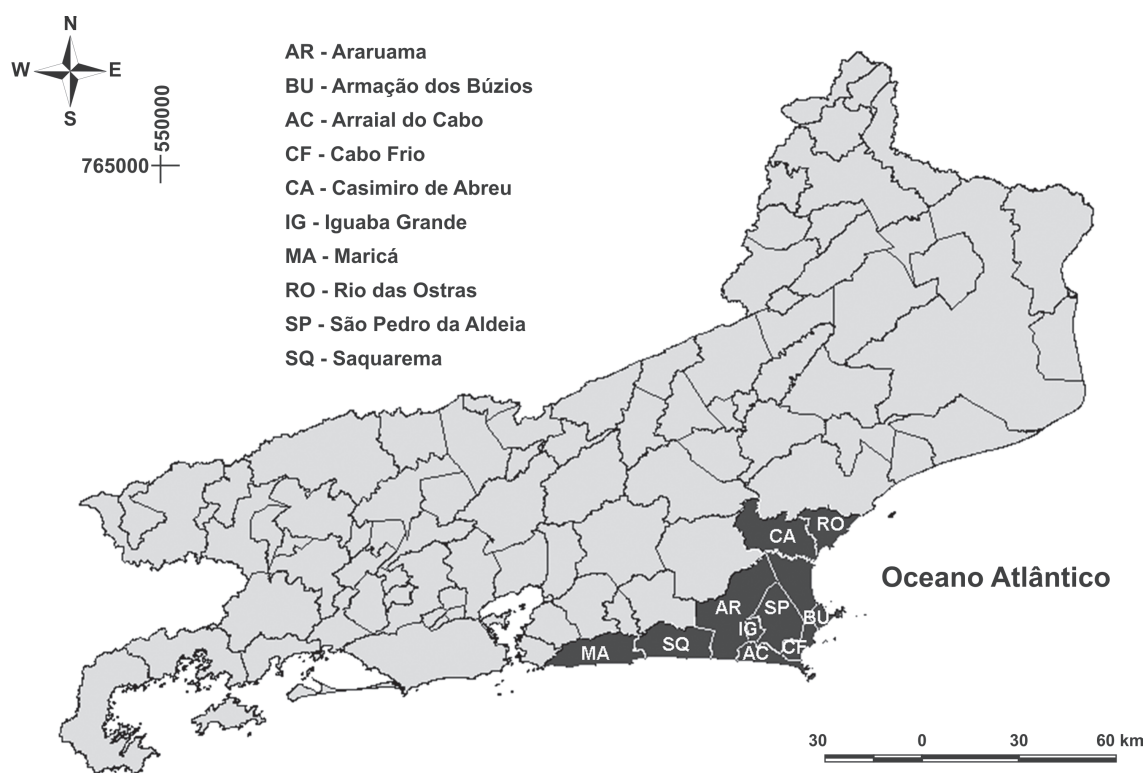 N
W E
S
550000
765000
AR - Araruama
BU - Armação dos Búzios
AC - Arraial do Cabo
CF - Cabo Frio
CA - Casimiro de Abreu
IG - Iguaba Grande
MA - Maricá
RO - Rio das Ostras
SP - São Pedro da Aldeia
SQ - Saquarema
RO
CA
Oceano Atlântico
AR SP
BU
IG
SQ
CF
MA
AC
30 0 30 60 km